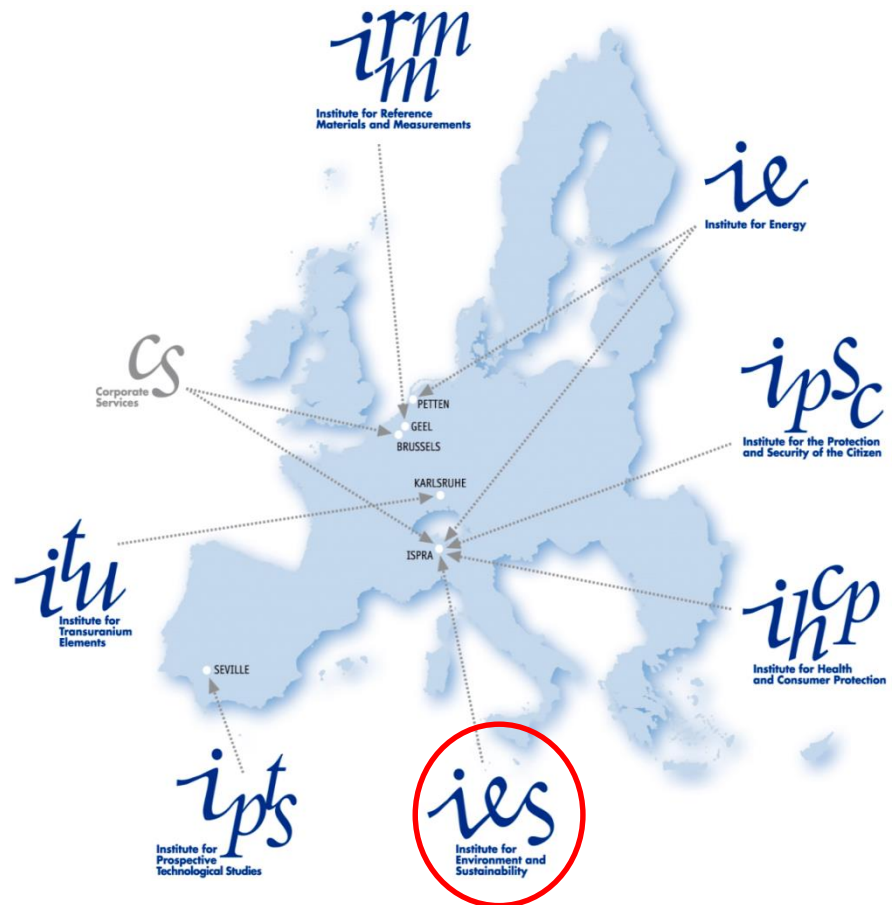 irmm
Institute for Reference
Materials and Measurements
ie
Institute for Energy
cs
Corporate
Services
ipsc
Institute for the Protection
and Security of the Citizen
PETTEN
GEEL
BRUSSELS
KARLSRUHE
ISPRA
itu
Institute for
Transuranium
Elements
ihcp
Institute for Health
and Consumer Protection
SEVILLE
ipts
Institute for
Prospective
Technological Studies
ies
Institute for
Environment and
Sustainability